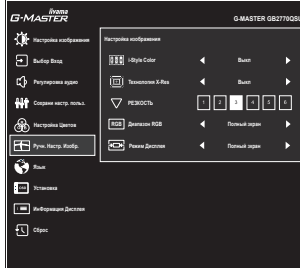 iiyama
G-MASTER
G-MASTER GB2770QSU
Настройка изображение
Выбор Вход
Регулировка аудио
Сохрани настр. польз.
Настройка Цветов
Ручн. Настр. Изобр.
Язык
Установка
Информация Дисплея
Сброс
Настройка изображения
i-Style Color
Выкл
Технология X-Res
Выкл
РЕЗКОСТЬ
1 2 3 4 5 6
RGB Диапазон RGB
Полный экран
Режим Дисплея
Полный экран